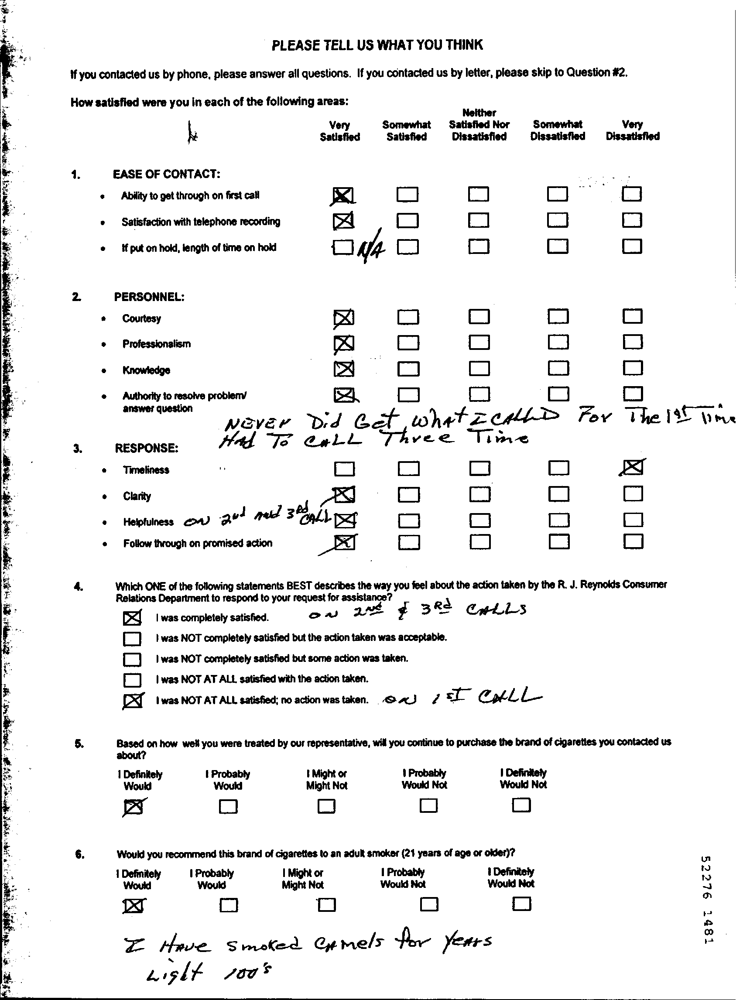 PLEASE TELL US WHAT YOU THINK
If you contacted us by phone, please answer all questions. If you contacted us by letter, please skip to Question #2.
How satisfied were you in each of the following areas:
Very Satisfied Somewhat Satisfied Neither Satisfied Nor Dissatisfied Somewhat Dissatisfied Very Dissatisfied
1. EASE OF CONTACT:
• Ability to get through on first call
• Satisfaction with telephone recording
• If put on hold, length of time on hold N/A
2. PERSONNEL:
• Courtesy
• Professionalism
• Knowledge
• Authority to resolve problem/
answer question
NEVER Did Get what I CALLED For The 1st Time
HAd To CALL Three Time
3. RESPONSE:
• Timeliness
• Clarity
• Helpfulness ON 2nd And 3Rd CALL
• Follow through on promised action
4. Which ONE of the following statements BEST describes the way you feel about the action taken by the R. J. Reynolds Consumer
Relations Department to respond to your request for assistance?
I was completely satisfied. ON 2nd & 3Rd CALLS
I was NOT completely satisfied but the action taken was acceptable.
I was NOT completely satisfied but some action was taken.
I was NOT AT ALL satisfied with the action taken.
I was NOT AT ALL satisfied; no action was taken. ON 1ST CALL
5. Based on how well you were treated by our representative, will you continue to purchase the brand of cigarettes you contacted us
about?
I Definitely Would I Probably Would I Might or Might Not I Probably Would Not I Definitely Would Not
6. Would you recommend this brand of cigarettes to an adult smoker (21 years of age or older)?
I Definitely Would I Probably Would I Might or Might Not I Probably Would Not I Definitely Would Not
I HAve smoked CAmels for YeArs
Light 100's
52276 1481